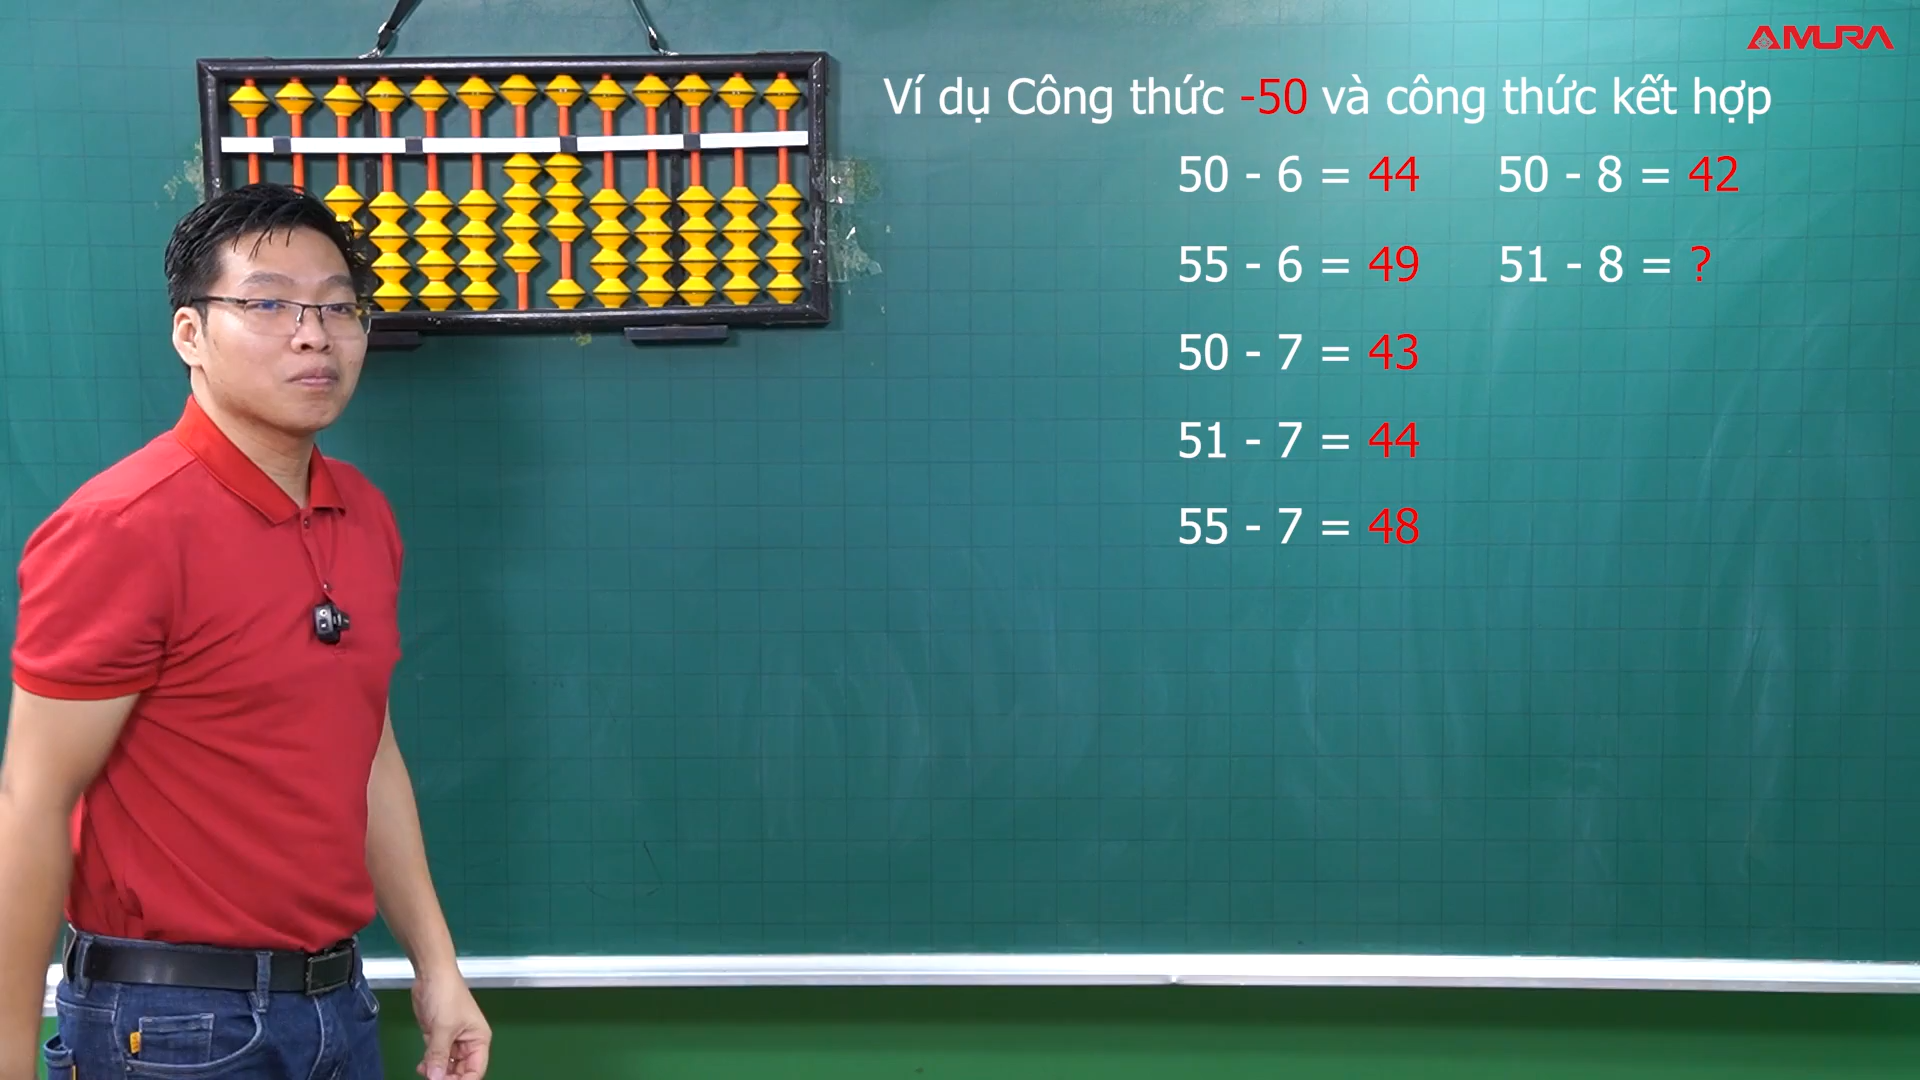 AMURA
Ví dụ Công thức -50 và công thức kết hợp
50 - 6 = 44
55 - 6 = 49
50 - 7 = 43
51 - 7 = 44
55 - 7 = 48
50 - 8 = 42
51 - 8 = ?